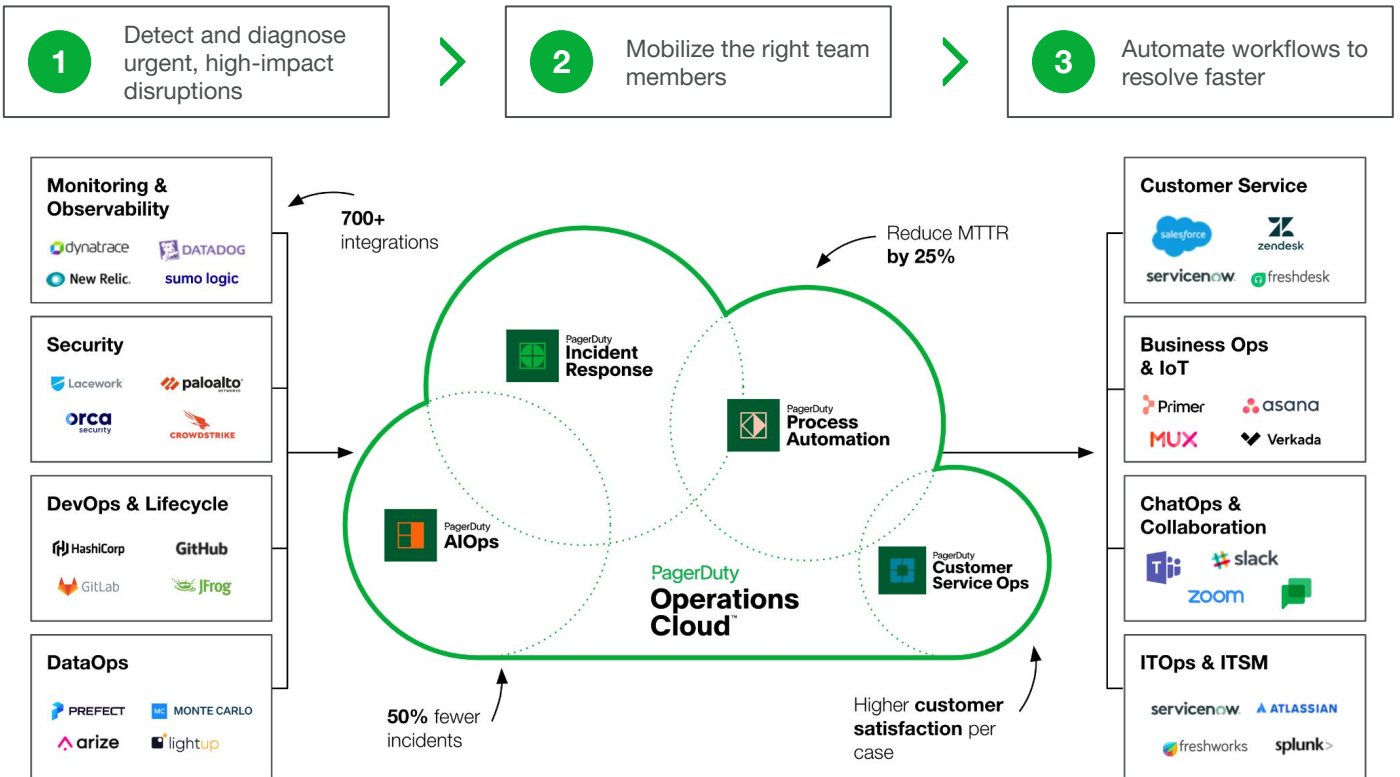 1
Detect and diagnose
urgent, high-impact
disruptions
2
Mobilize the right team
members
3
Automate workflows to
resolve faster
Monitoring &
Observability
dynatrace
DATADOG
New Relic.
sumo logic
Security
Lacework
paloalto
NETWORKS
orca
security
CROWDSTRIKE
DevOps & Lifecycle
HashiCorp
GitHub
GitLab
JFrog
DataOps
PREFECT
MC MONTE CARLO
arize
lightup
700+
integrations
PagerDuty
Incident
Response
PagerDuty
AIOps
50% fewer
incidents
Reduce MTTR
by 25%
PagerDuty
Process
Automation
PagerDuty
Customer
Service Ops
PagerDuty
Operations
Cloud™
Higher customer
satisfaction per
case
Customer Service
salesforce
zendesk
servicenow.
freshdesk
Business Ops
& IoT
Primer
asana
MUX
Verkada
ChatOps &
Collaboration
T
slack
zoom
ITOps & ITSM
servicenow.
ATLASSIAN
freshworks
splunk>